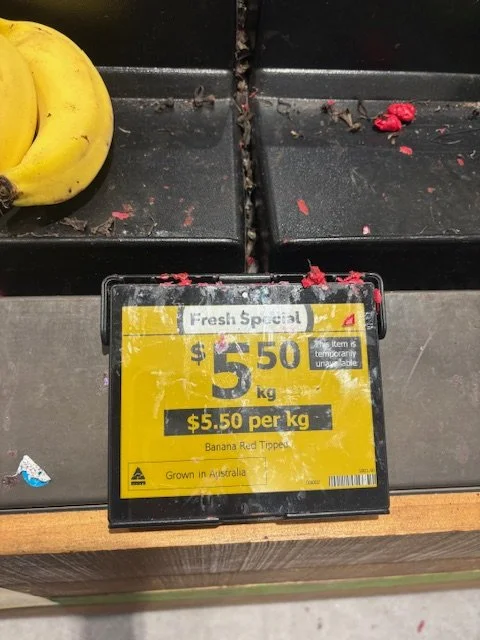 Fresh Special
$5 50
kg
This item is
temporarily
unavailable
$5.50 per kg
Banana Red Tipped
Grown in Australia